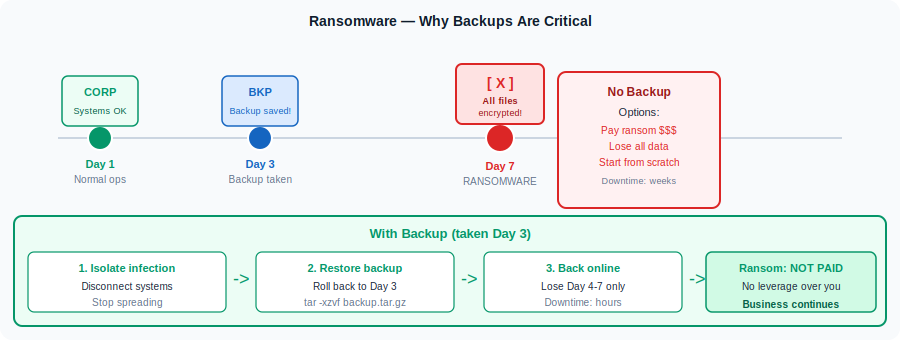 Ransomware — Why Backups Are Critical
CORP
Systems OK
Day 1
Normal ops
BKP
Backup saved!
Day 3
Backup taken
[ X ]
All files
encrypted!
Day 7
RANSOMWARE
No Backup
Options:
Pay ransom $$$
Lose all data
Start from scratch
Downtime: weeks
With Backup (taken Day 3)
1. Isolate infection
Disconnect systems
Stop spreading
->
2. Restore backup
Roll back to Day 3
tar -xzvf backup.tar.gz
->
3. Back online
Lose Day 4-7 only
Downtime: hours
->
Ransom: NOT PAID
No leverage over you
Business continues